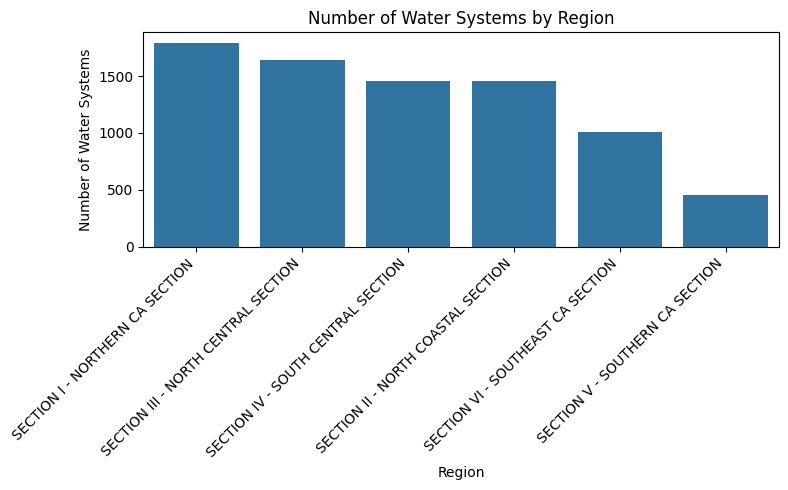 Number of Water Systems by Region
Number of Water Systems
1500
1000
500
0
SECTION I - NORTHERN CA SECTION
SECTION III - NORTH CENTRAL SECTION
SECTION IV - SOUTH CENTRAL SECTION
SECTION II - NORTH COASTAL SECTION
SECTION VI - SOUTHEAST CA SECTION
SECTION V - SOUTHERN CA SECTION
Region